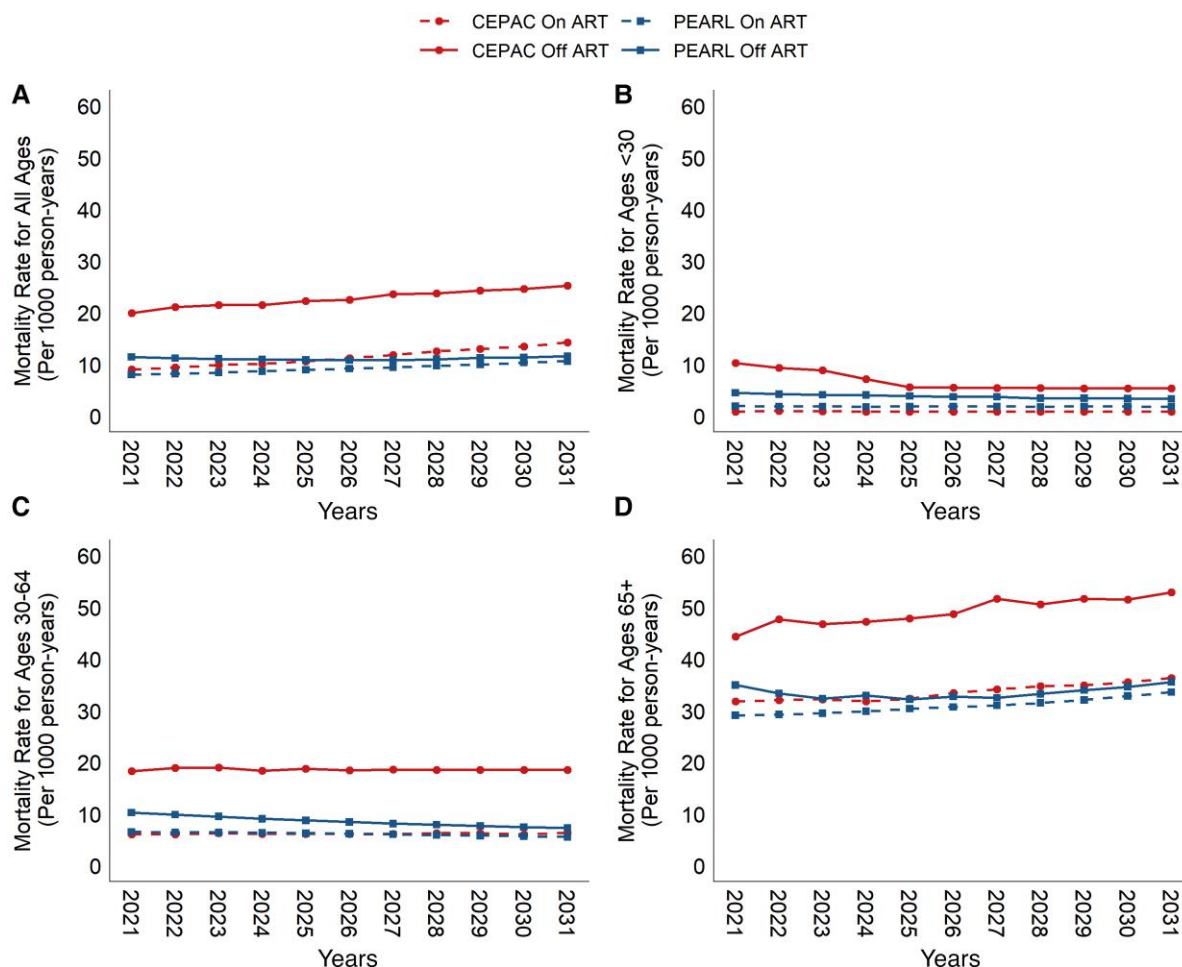 CEPAC On ART PEARL On ART
CEPAC Off ART PEARL Off ART
A
Mortality Rate for All Ages
(Per 1000 person-years)
60
50
40
30
20
10
0
2021 2022 2023 2024 2025 2026 2027 2028 2029 2030 2031
Years
B
Mortality Rate for Ages <30
(Per 1000 person-years)
60
50
40
30
20
10
0
2021 2022 2023 2024 2025 2026 2027 2028 2029 2030 2031
Years
C
Mortality Rate for Ages 30-64
(Per 1000 person-years)
60
50
40
30
20
10
0
2021 2022 2023 2024 2025 2026 2027 2028 2029 2030 2031
Years
D
Mortality Rate for Ages 65+
(Per 1000 person-years)
60
50
40
30
20
10
0
2021 2022 2023 2024 2025 2026 2027 2028 2029 2030 2031
Years